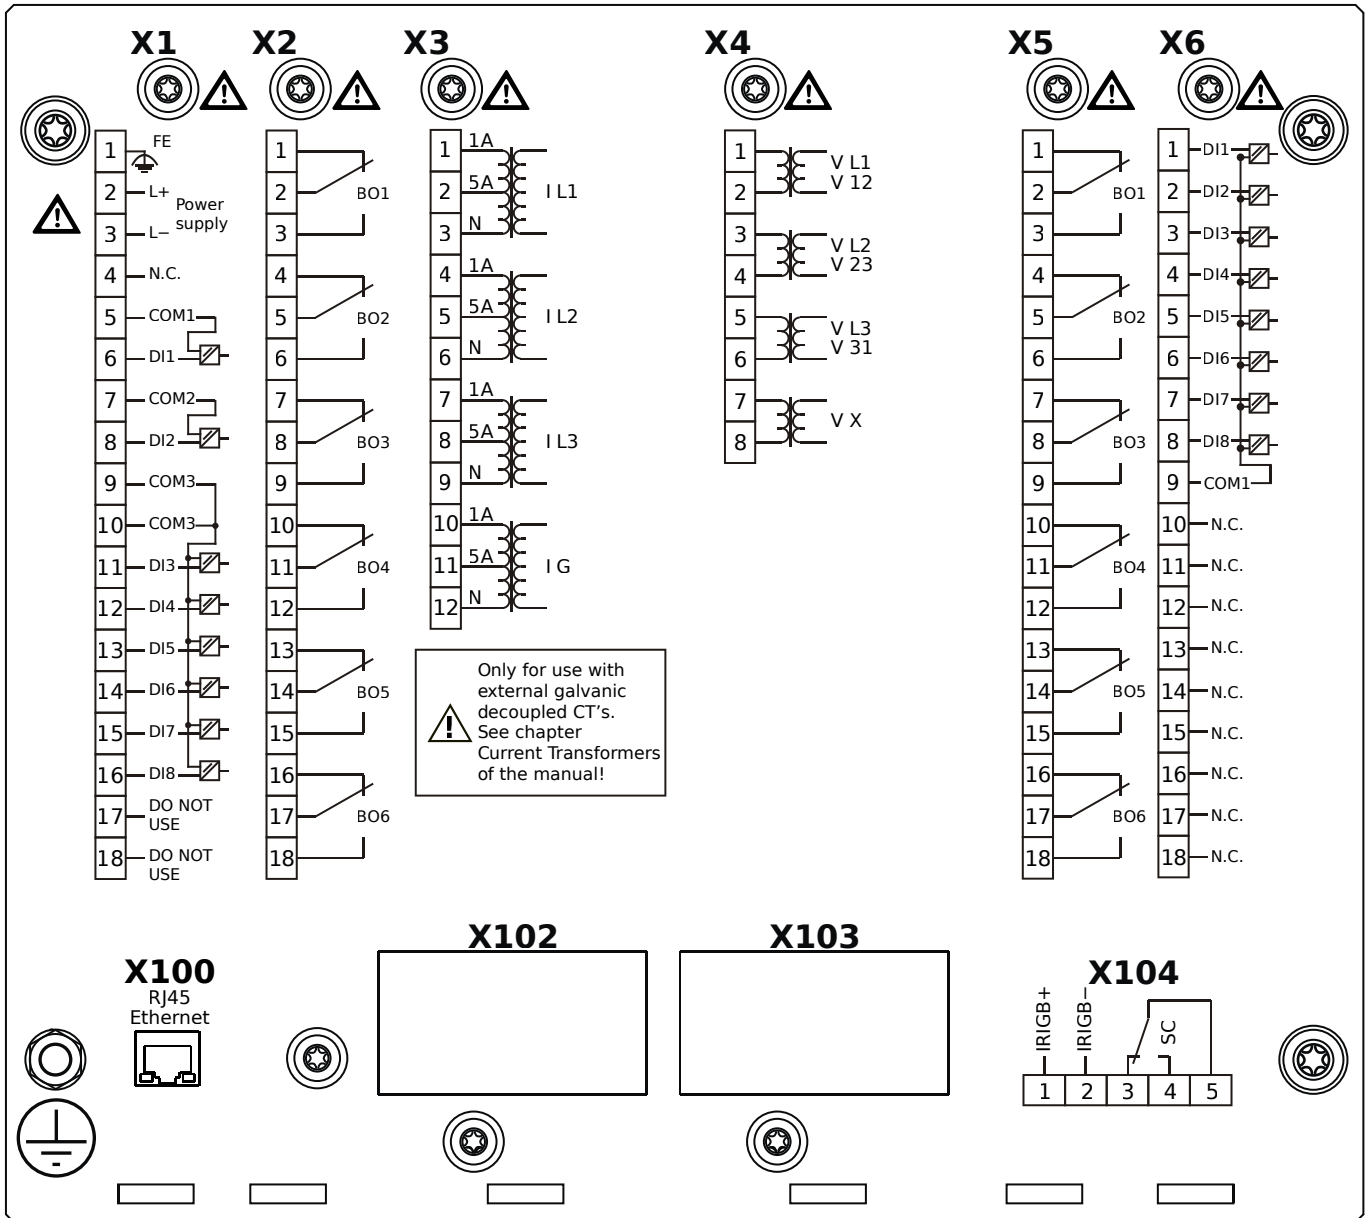 X1
X2
X3
X4
X5
X6
1 FE
2 L+
Power
supply
3 L−
4 N.C.
5 COM1
6 DI1
7 COM2
8 DI2
9 COM3
10 COM3
11 DI3
12 DI4
13 DI5
14 DI6
15 DI7
16 DI8
17 DO NOT
USE
18 DO NOT
USE
1
2 BO1
3
4
5 BO2
6
7
8 BO3
9
10
11 BO4
12
13
14 BO5
15
16
17 BO6
18
1 1A
2 5A I L1
3 N
4 1A
5 5A I L2
6 N
7 1A
8 5A I L3
9 N
10 1A
11 5A I G
12 N
Only for use with
external galvanic
decoupled CT's.
See chapter
Current Transformers
of the manual!
1 V L1
2 V 12
3 V L2
4 V 23
5 V L3
6 V 31
7 V X
8
1
2 BO1
3
4
5 BO2
6
7
8 BO3
9
10
11 BO4
12
13
14 BO5
15
16
17 BO6
18
1 DI1
2 DI2
3 DI3
4 DI4
5 DI5
6 DI6
7 DI7
8 DI8
9 COM1
10 N.C.
11 N.C.
12 N.C.
13 N.C.
14 N.C.
15 N.C.
16 N.C.
17 N.C.
18 N.C.
X100
RJ45
Ethernet
X102
X103
X104
IRIGB+
IRIGB−
SC
1 2 3 4 5